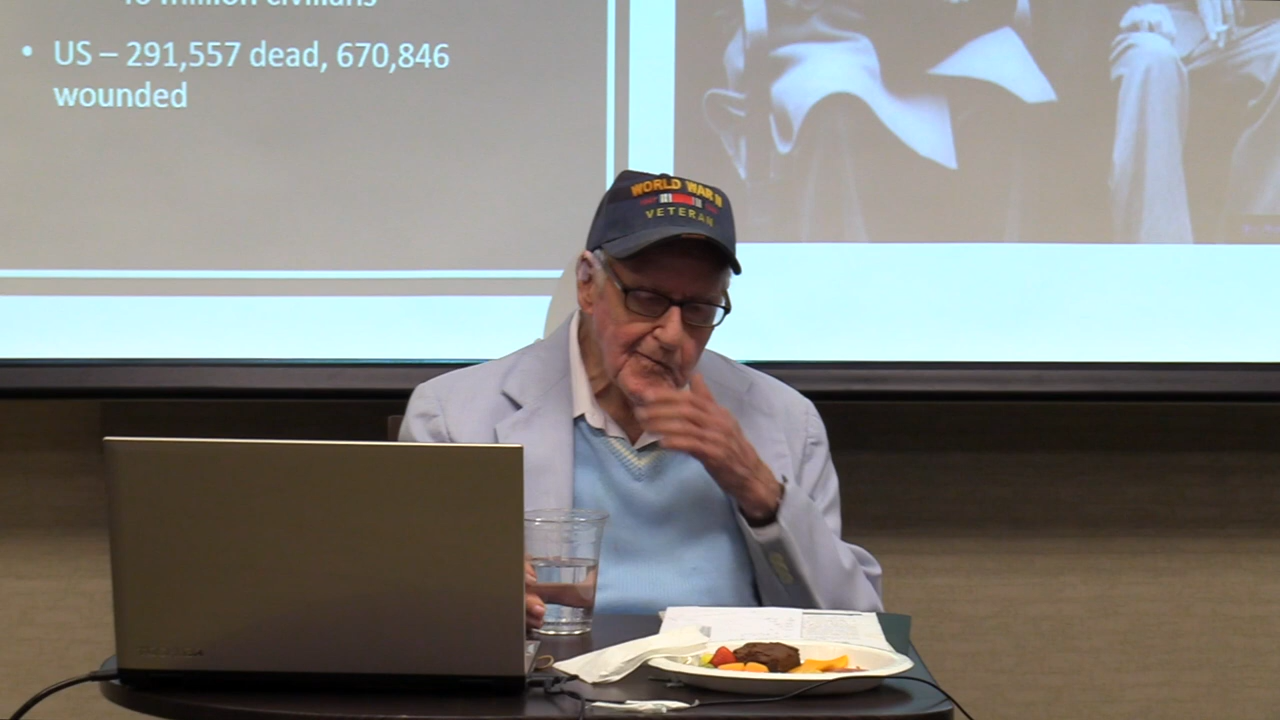 • US – 291,557 dead, 670,846
wounded
WORLD WAR II
VETERAN